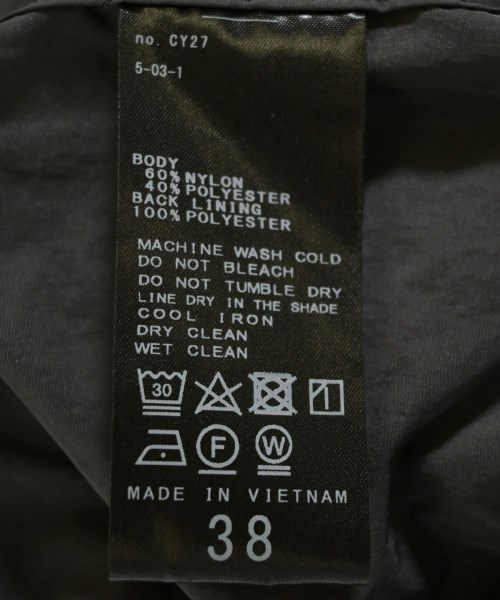 no. CY27
5-03-1
BODY
60% NYLON
40% POLYESTER
BACK LINING
100% POLYESTER
MACHINE WASH COLD
DO NOT BLEACH
DO NOT TUMBLE DRY
LINE DRY IN THE SHADE
COOL IRON
DRY CLEAN
WET CLEAN
30
F W
MADE IN VIETNAM
38